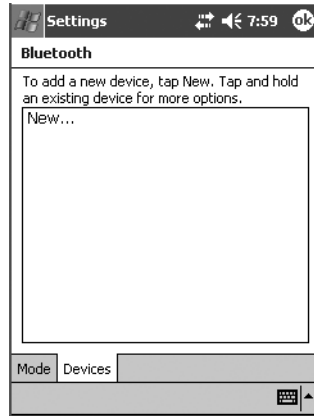 Settings 7:59 ok
Bluetooth
To add a new device, tap New. Tap and hold
an existing device for more options.
New...
Mode Devices